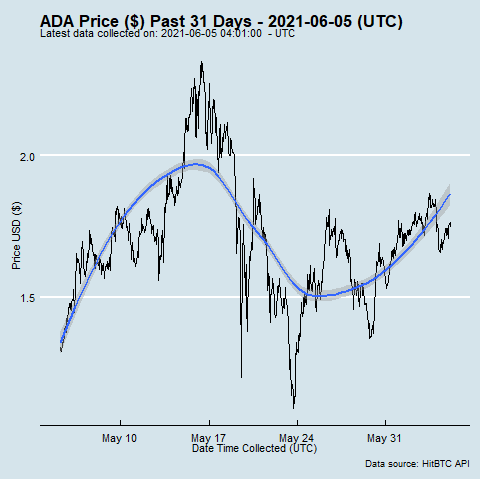 ADA Price ($) Past 31 Days - 2021-06-05 (UTC)
Latest data collected on: 2021-06-05 04:01:00 - UTC
2.0
1.5
Price USD ($)
May 10 May 17 May 24 May 31
Date Time Collected (UTC)
Data source: HitBTC API